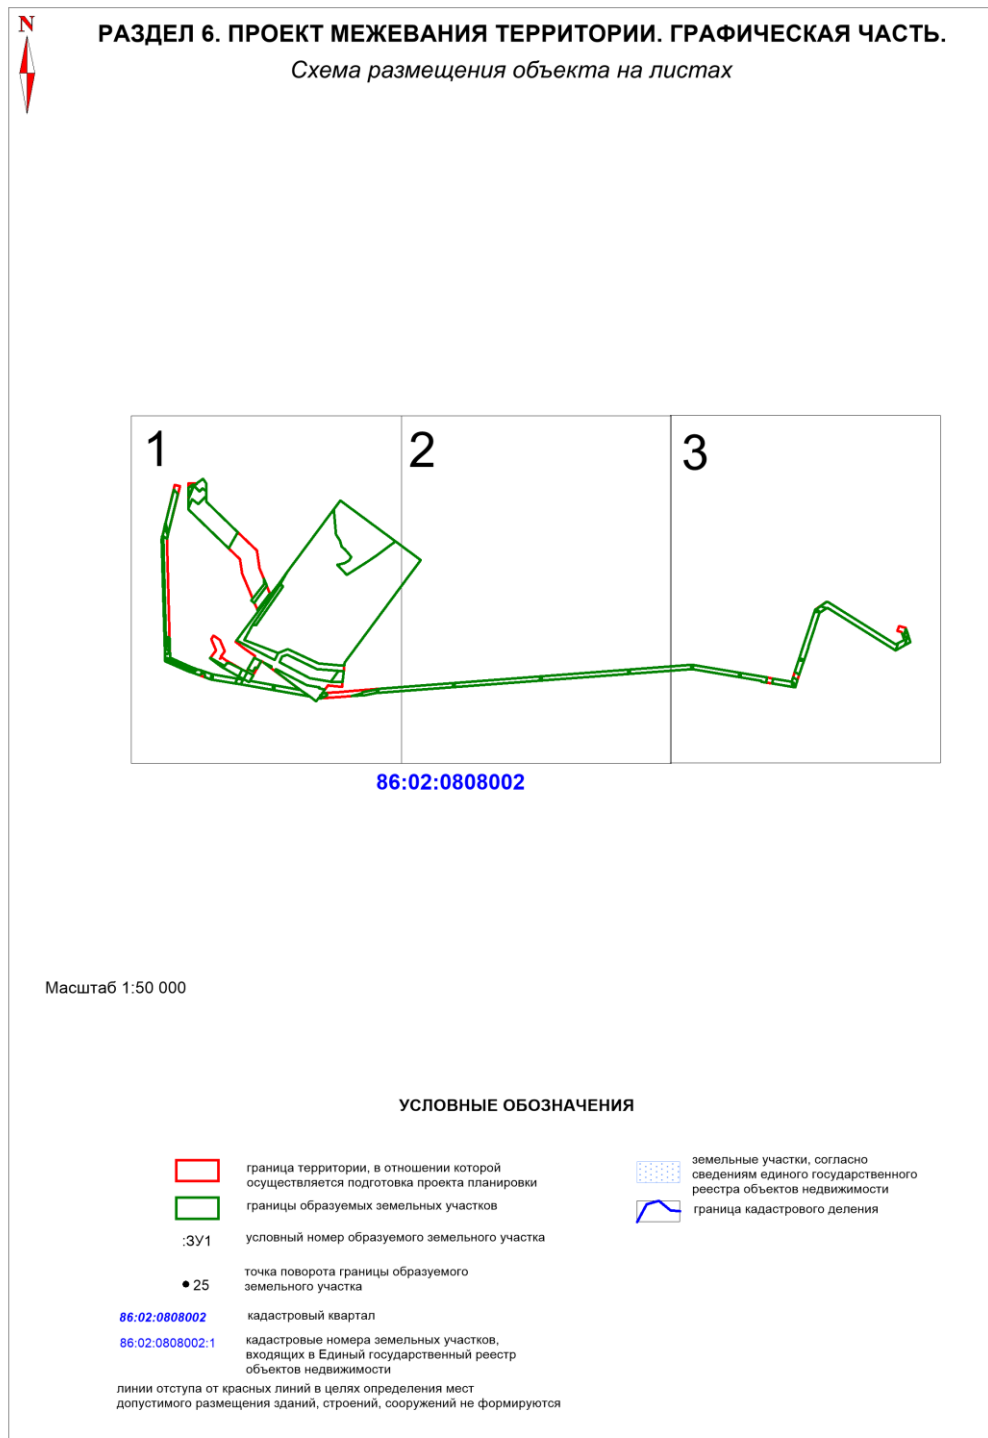 N
РАЗДЕЛ 6. ПРОЕКТ МЕЖЕВАНИЯ ТЕРРИТОРИИ. ГРАФИЧЕСКАЯ ЧАСТЬ.
Схема размещения объекта на листах
1
2
3
86:02:0808002
Масштаб 1:50 000
УСЛОВНЫЕ ОБОЗНАЧЕНИЯ
граница территории, в отношении которой
осуществляется подготовка проекта планировки
границы образуемых земельных участков
:ЗУ1 условный номер образуемого земельного участка
25 точка поворота границы образуемого
земельного участка
86:02:0808002 кадастровый квартал
86:02:0808002:1 кадастровые номера земельных участков,
входящих в Единый государственный реестр
объектов недвижимости
линии отступа от красных линий в целях определения мест
допустимого размещения зданий, строений, сооружений не формируются
земельные участки, согласно
сведениям единого государственного
реестра объектов недвижимости
граница кадастрового деления